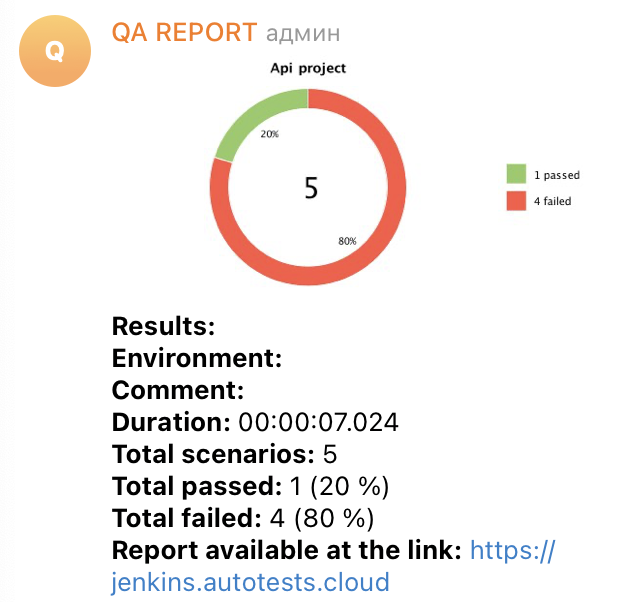 Q
QA REPORT админ
Api project
20%
5
80%
1 passed
4 failed
Results:
Environment:
Comment:
Duration: 00:00:07.024
Total scenarios: 5
Total passed: 1 (20 %)
Total failed: 4 (80 %)
Report available at the link: https://
jenkins.autotests.cloud